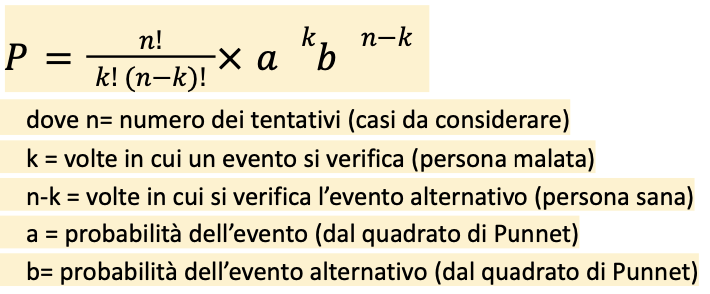 P = n!/(k! (n−k)!) × a^k b^(n−k)
dove n= numero dei tentativi (casi da considerare)
k = volte in cui un evento si verifica (persona malata)
n-k = volte in cui si verifica l'evento alternativo (persona sana)
a = probabilità dell'evento (dal quadrato di Punnet)
b= probabilità dell'evento alternativo (dal quadrato di Punnet)